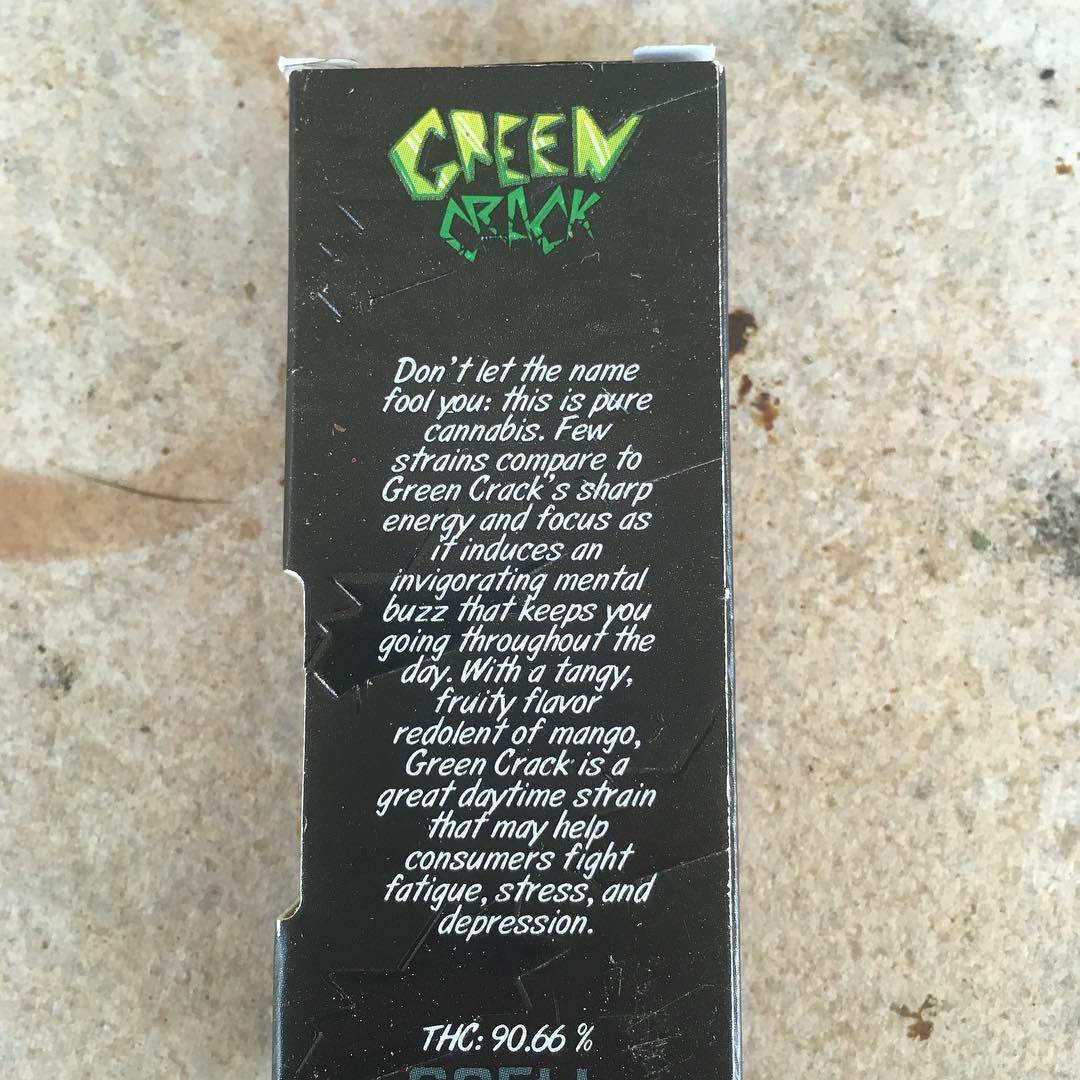 GREEN
CRACK
Don't let the name
fool you: this is pure
cannabis. Few
strains compare to
Green Crack's sharp
energy and focus as
it induces an
invigorating mental
buzz that keeps you
going throughout the
day. With a tangy,
fruity flavor
redolent of mango,
Green Crack is a
great daytime strain
that may help
consumers fight
fatigue, stress, and
depression.
THC: 90.66 %